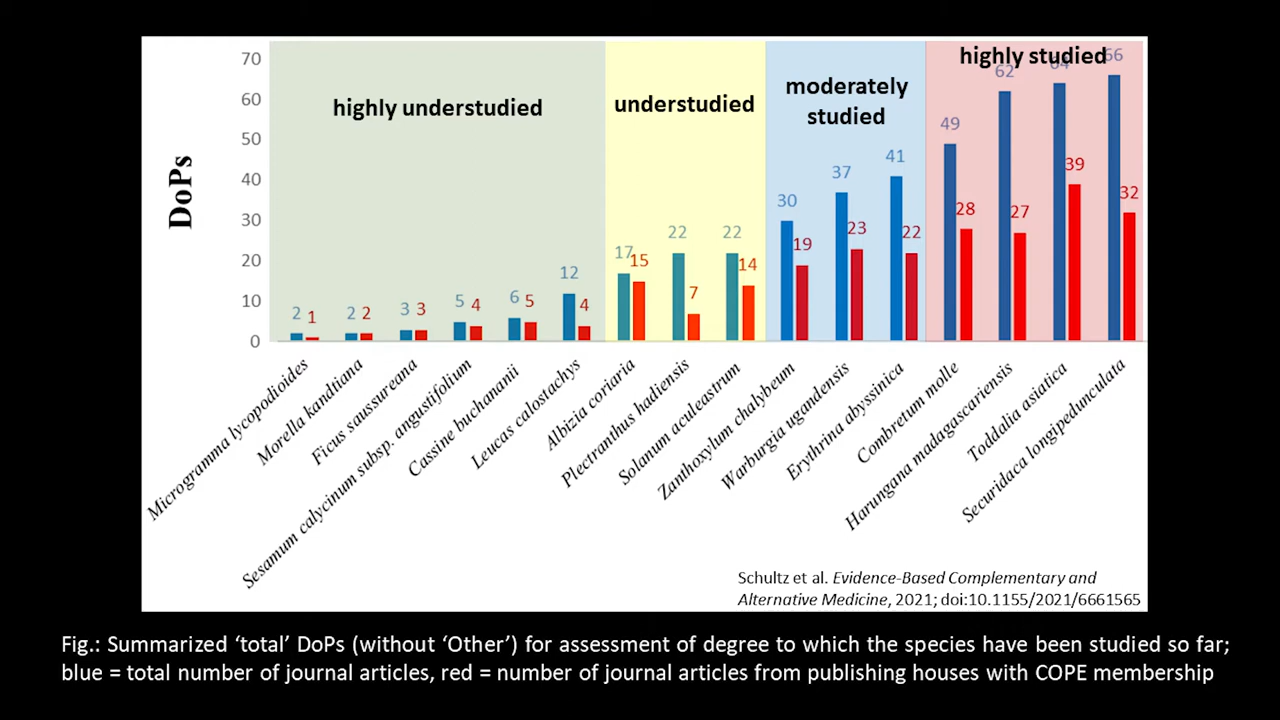 70
60
50
40
30
20
10
0
DoPs
highly understudied
understudied
moderately
studied
highly studied
2 1
2 2
3 3
5 4
6 5
12 4
17 15
22 7
22 14
30 19
37 23
41 22
49 28
62 27
64 39
66 32
Microgramma lycopodioides
Morella kandtiana
Ficus saussureana
Sesamum calycinum subsp. angustifolium
Cassine buchananii
Leucas calostachys
Albizia coriaria
Plectranthus hadiensis
Solanum aculeastrum
Zanthoxylum chalybeum
Warburgia ugandensis
Erythrina abyssinica
Combretum molle
Harungana madagascariensis
Toddalia asiatica
Securidaca longipedunculata
Schultz et al. Evidence-Based Complementary and
Alternative Medicine, 2021; doi:10.1155/2021/6661565
Fig.: Summarized ‘total’ DoPs (without ‘Other’) for assessment of degree to which the species have been studied so far;
blue = total number of journal articles, red = number of journal articles from publishing houses with COPE membership